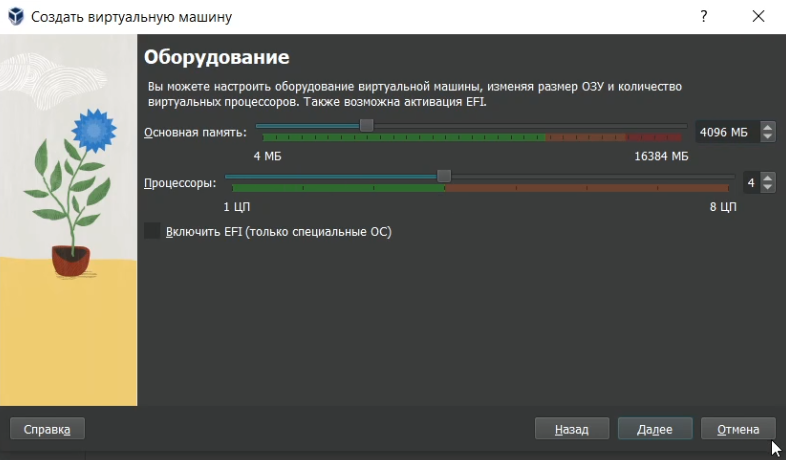 Создать виртуальную машину
?
Оборудование
Вы можете настроить оборудование виртуальной машины, изменяя размер ОЗУ и количество
виртуальных процессоров. Также возможна активация EFI.
Основная память:
4096 МБ
4 МБ
16384 МБ
Процессоры:
4
1 ЦП
8 ЦП
Включить EFI (только специальные ОС)
Справка
Назад
Далее
Отмена